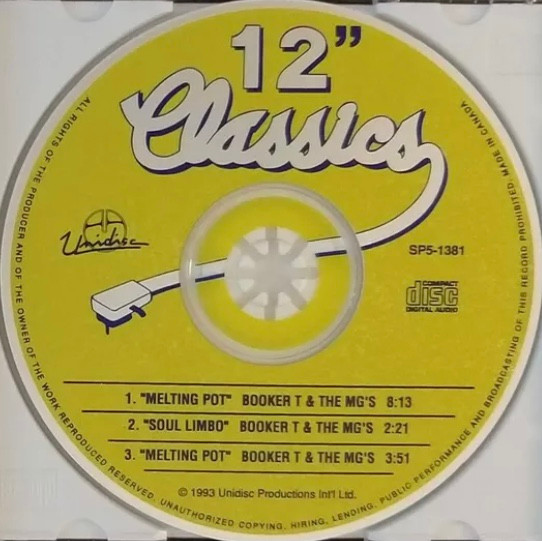 12”
Classics
Unidisc
SP5-1381
COMPACT
disc
DIGITAL AUDIO
1. "MELTING POT" BOOKER T & THE MG'S 8:13
2. "SOUL LIMBO" BOOKER T & THE MG'S 2:21
3. "MELTING POT" BOOKER T & THE MG'S 3:51
© 1993 Unidisc Productions Int'l Ltd.
ALL RIGHTS OF THE PRODUCER AND OF THE OWNER OF THE WORK REPRODUCED RESERVED. UNAUTHORIZED COPYING, HIRING, LENDING, PUBLIC PERFORMANCE AND BROADCASTING OF THIS RECORD PROHIBITED. MADE IN CANADA